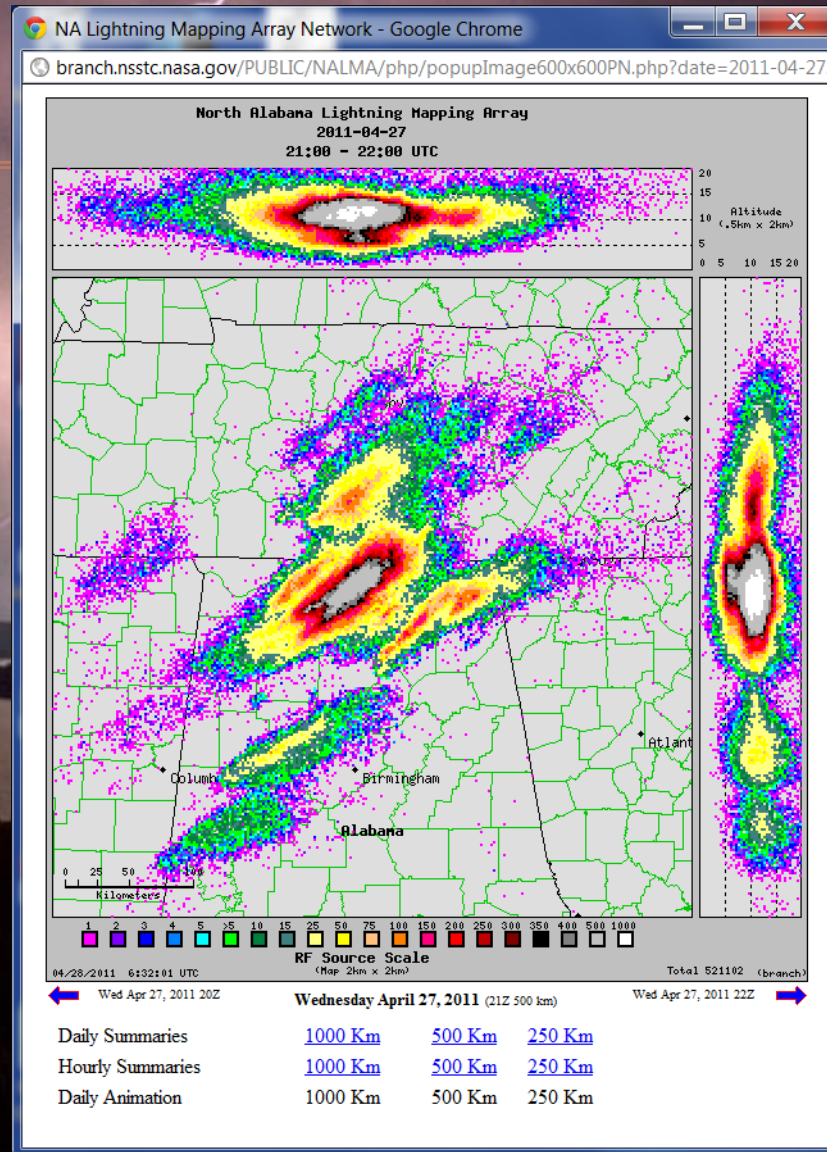 NA Lightning Mapping Array Network - Google Chrome
branch.nsstc.nasa.gov/PUBLIC/NALMA/php/popupImage600x600PN.php?date=2011-04-27
North Alabama Lightning Mapping Array
2011-04-27
21:00 - 22:00 UTC
20
15
10
5
0 5 10 15 20
Altitude
(.5km x 2km)
Atlant
Columb
Birmingham
Alabama
0 25 50 100
Kilometers
1 2 3 4 5 >5 10 15 25 50 75 100 150 200 250 300 350 400 500 1000
RF Source Scale
(Map 2km x 2km)
04/28/2011 6:32:01 UTC
Total 521102 (branch)
Wed Apr 27, 2011 20Z
Wednesday April 27, 2011 (21Z 500 km)
Wed Apr 27, 2011 22Z
Daily Summaries 1000 Km 500 Km 250 Km
Hourly Summaries 1000 Km 500 Km 250 Km
Daily Animation 1000 Km 500 Km 250 Km